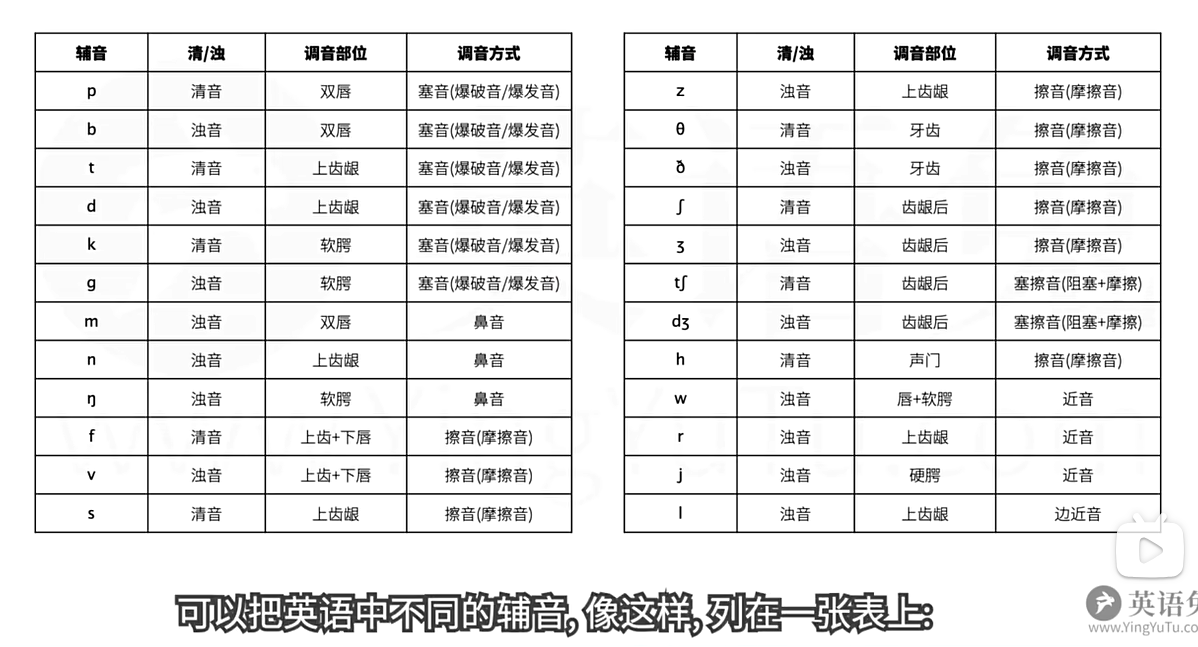 辅音 清/浊 调音部位 调音方式
p 清音 双唇 塞音(爆破音/爆发音)
b 浊音 双唇 塞音(爆破音/爆发音)
t 清音 上齿龈 塞音(爆破音/爆发音)
d 浊音 上齿龈 塞音(爆破音/爆发音)
k 清音 软腭 塞音(爆破音/爆发音)
g 浊音 软腭 塞音(爆破音/爆发音)
m 浊音 双唇 鼻音
n 浊音 上齿龈 鼻音
ŋ 浊音 软腭 鼻音
f 清音 上齿+下唇 擦音(摩擦音)
v 浊音 上齿+下唇 擦音(摩擦音)
s 清音 上齿龈 擦音(摩擦音)
辅音 清/浊 调音部位 调音方式
z 浊音 上齿龈 擦音(摩擦音)
θ 清音 牙齿 擦音(摩擦音)
ð 浊音 牙齿 擦音(摩擦音)
ʃ 清音 齿龈后 擦音(摩擦音)
ʒ 浊音 齿龈后 擦音(摩擦音)
tʃ 清音 齿龈后 塞擦音(阻塞+摩擦)
dʒ 浊音 齿龈后 塞擦音(阻塞+摩擦)
h 清音 声门 擦音(摩擦音)
w 浊音 唇+软腭 近音
r 浊音 上齿龈 近音
j 浊音 硬腭 近音
l 浊音 上齿龈 边近音
可以把英语中不同的辅音, 像这样, 列在一张表上:
英语
www.YingYuTu.co